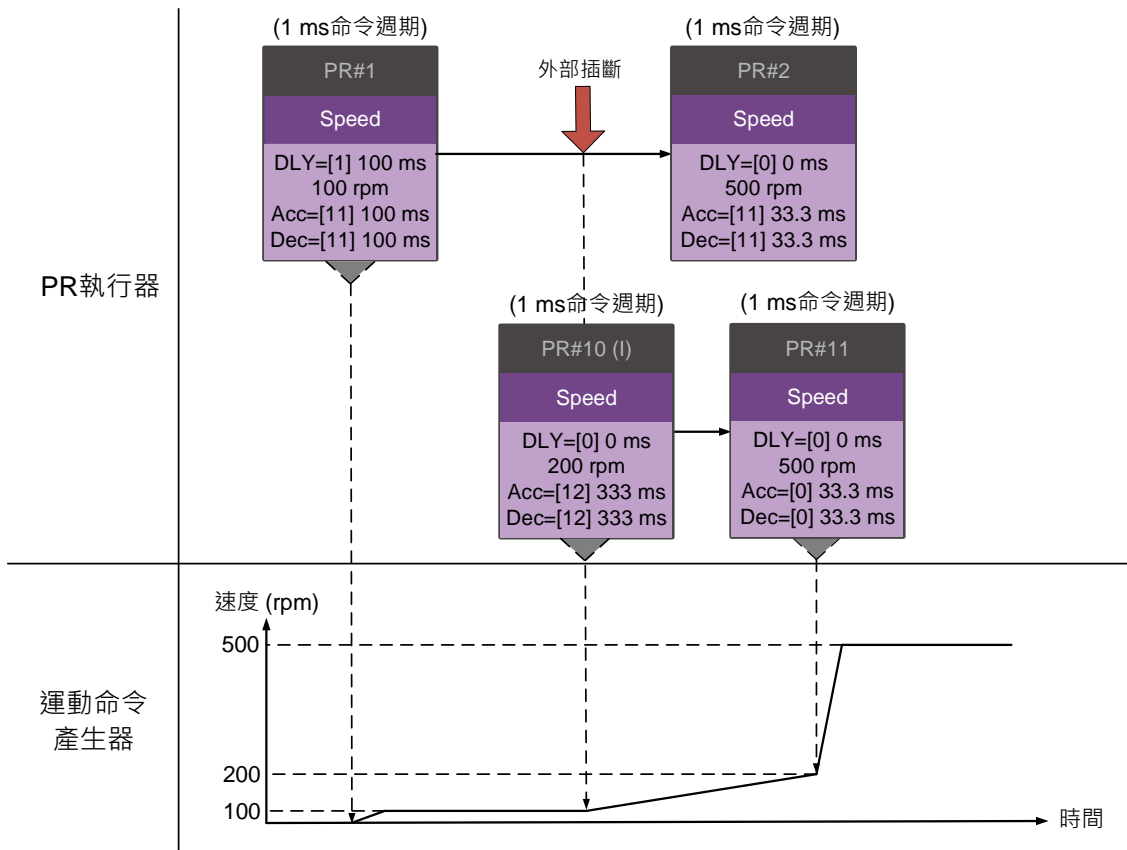 (1 ms命令週期)
PR#1
Speed
DLY=[1] 100 ms
100 rpm
Acc=[11] 100 ms
Dec=[11] 100 ms
外部插斷
(1 ms命令週期)
PR#2
Speed
DLY=[0] 0 ms
500 rpm
Acc=[11] 33.3 ms
Dec=[11] 33.3 ms
PR執行器
(1 ms命令週期)
PR#10 (I)
Speed
DLY=[0] 0 ms
200 rpm
Acc=[12] 333 ms
Dec=[12] 333 ms
(1 ms命令週期)
PR#11
Speed
DLY=[0] 0 ms
500 rpm
Acc=[0] 33.3 ms
Dec=[0] 33.3 ms
運動命令
產生器
速度 (rpm)
500
200
100
時間